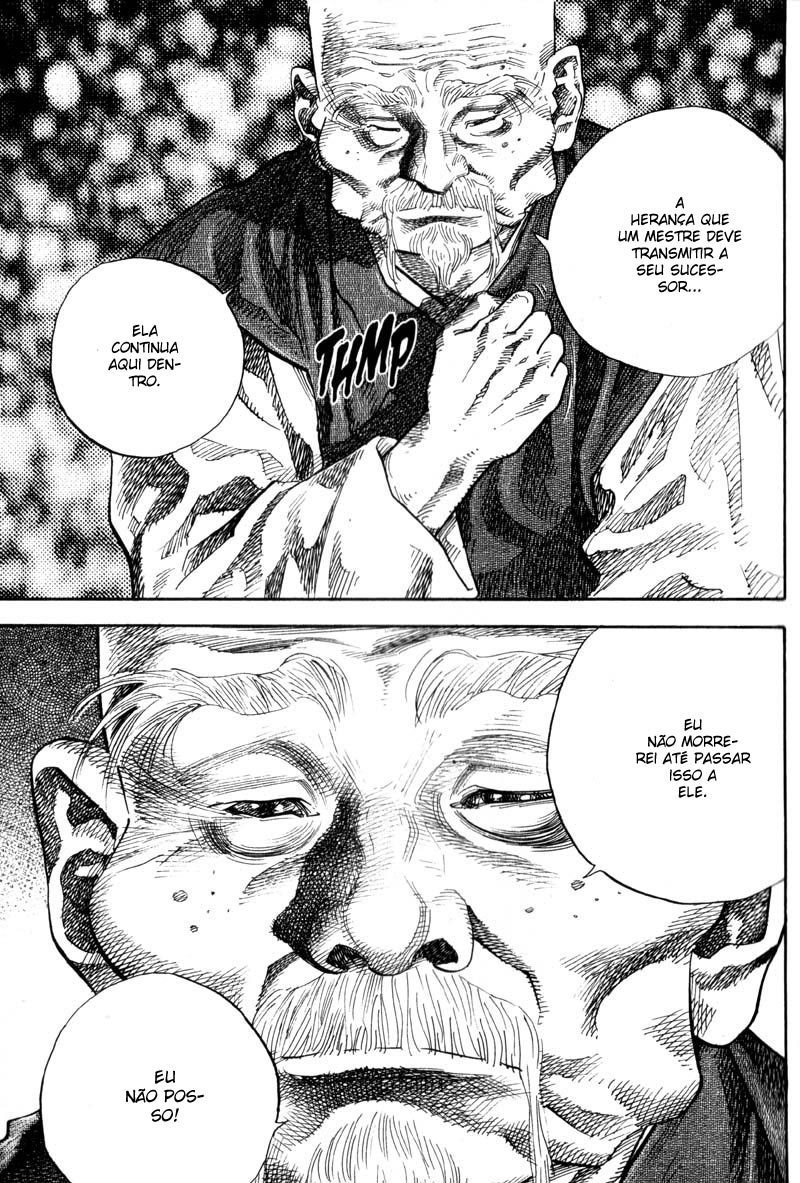 A
HERANÇA QUE
UM MESTRE DEVE
TRANSMITIR A
SEU SUCES-
SOR...
ELA
CONTINUA
AQUI DEN-
TRO.
THMP
EU
NÃO MORRE-
REI ATÉ PASSAR
ISSO A
ELE.
EU
NÃO POS-
SO!